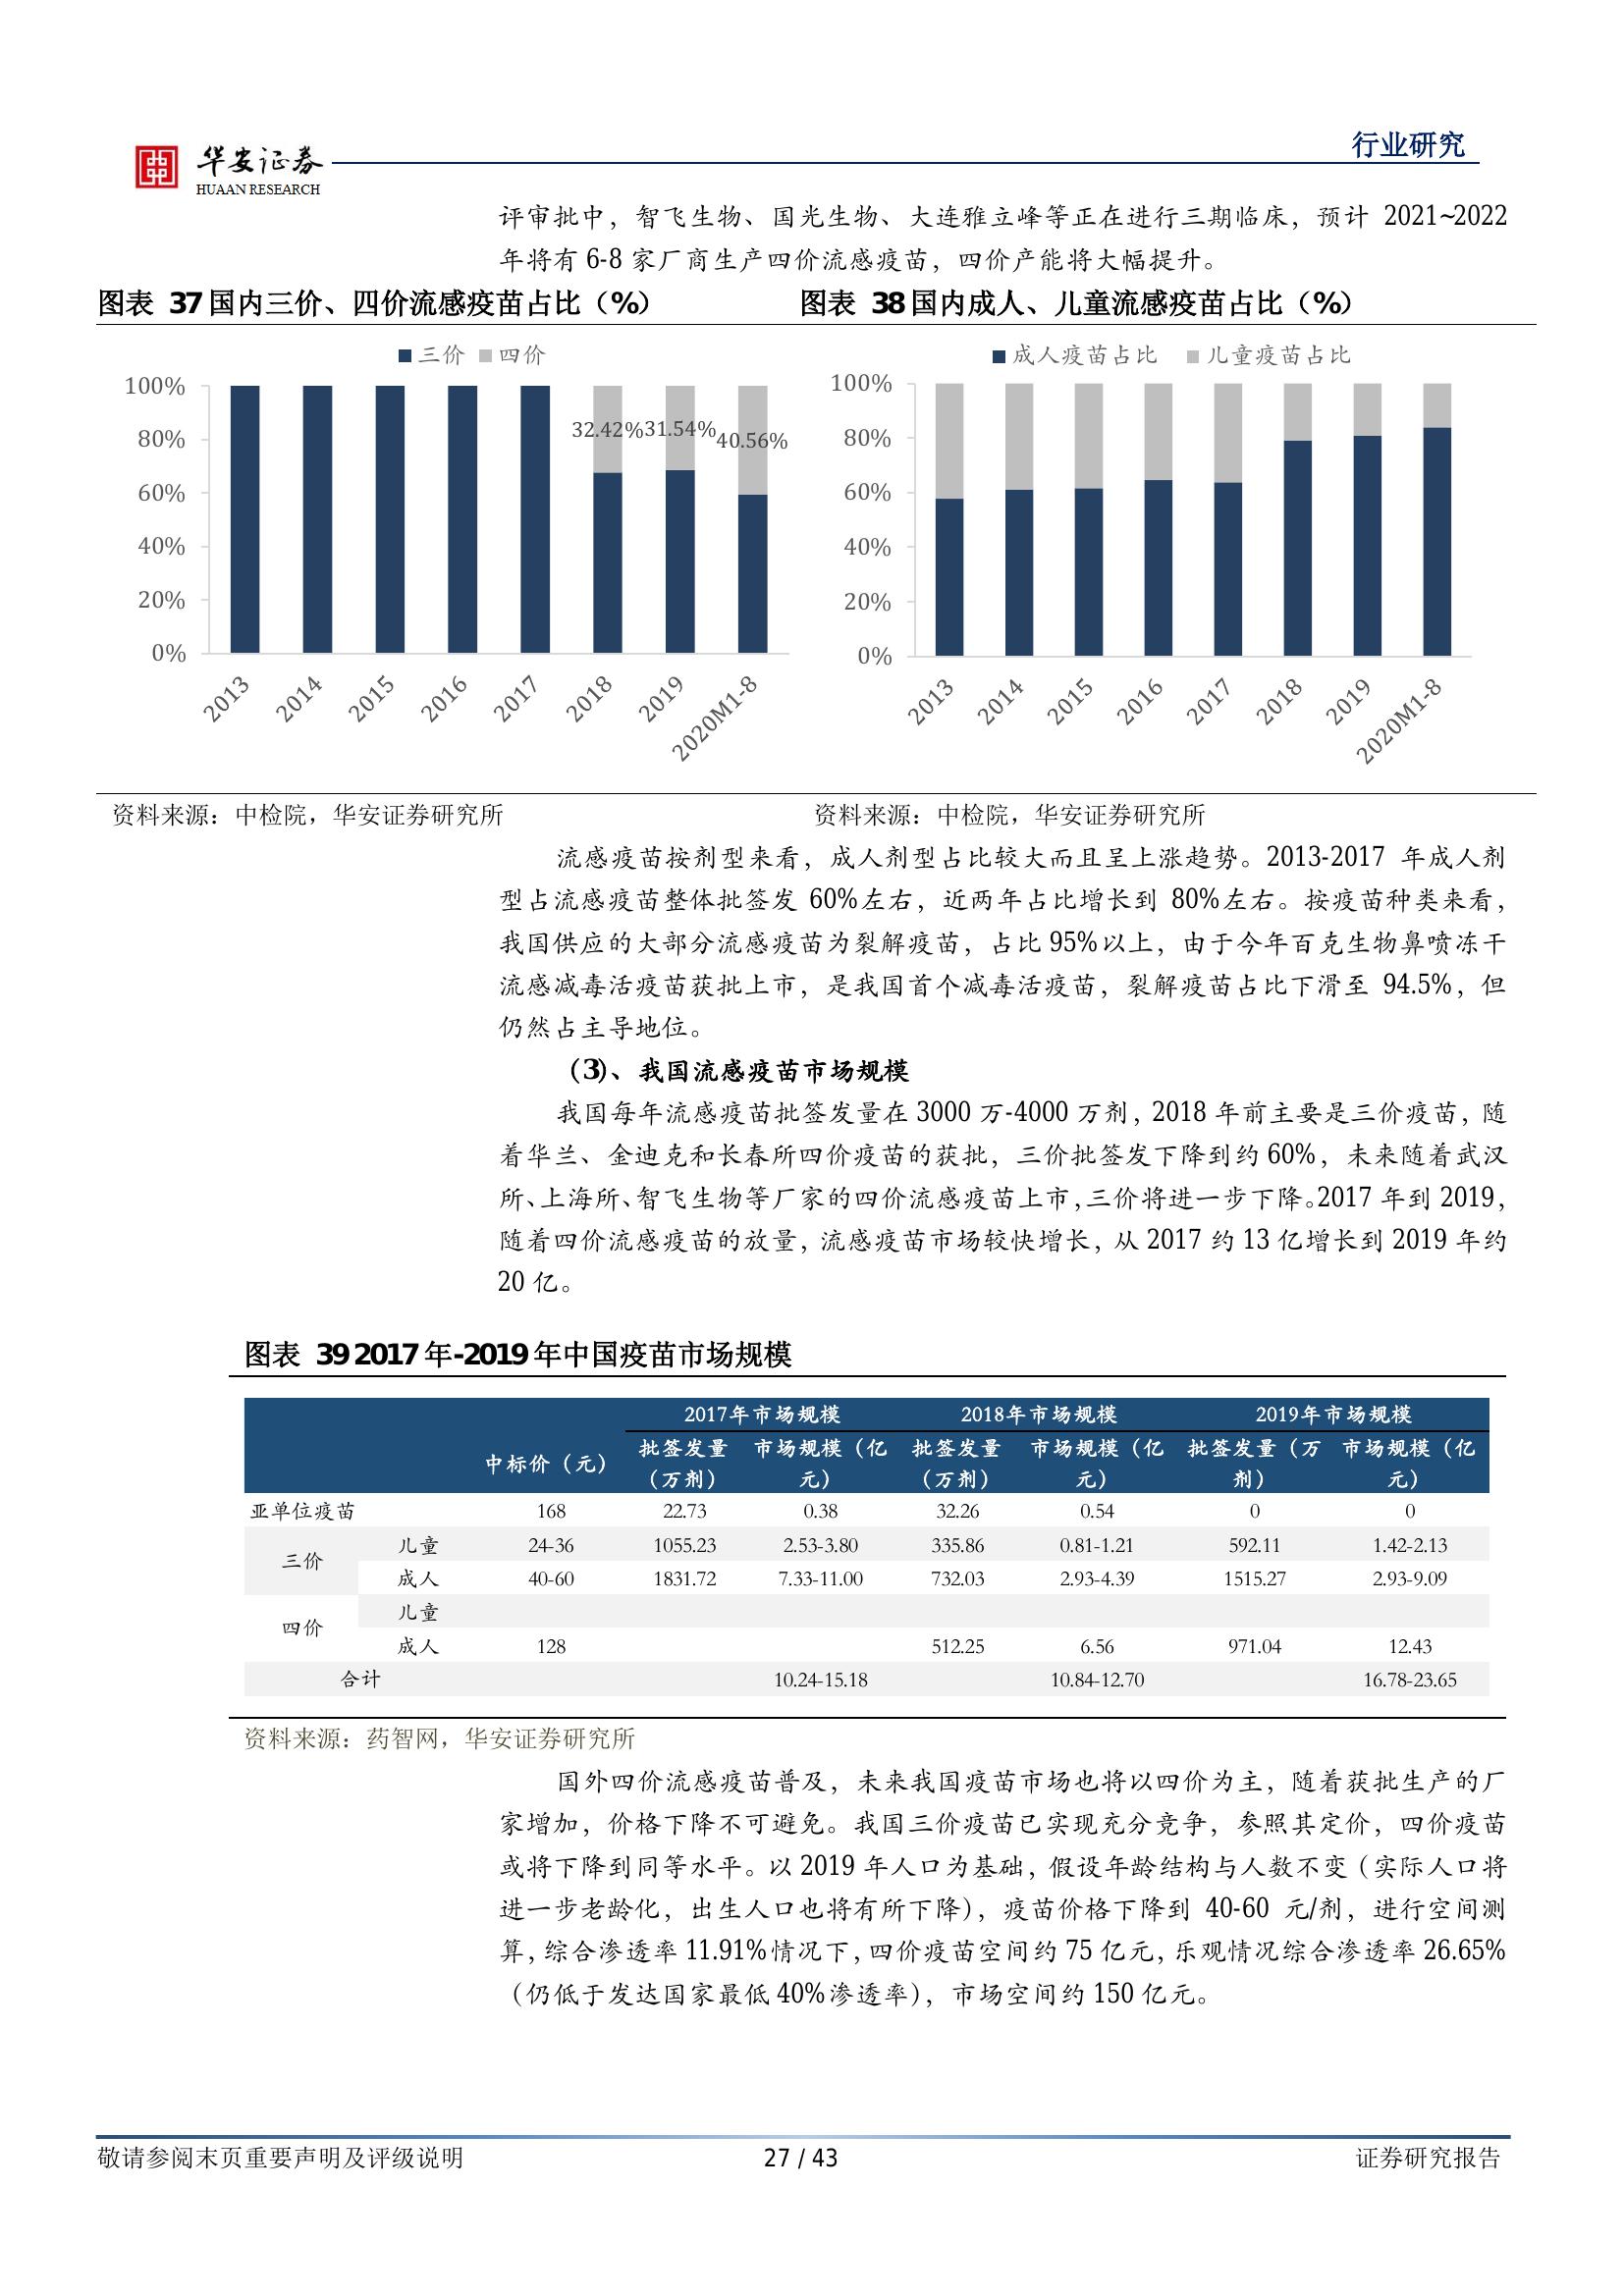 华安证券
HUAAN RESEARCH
行业研究
评审批中，智飞生物、国光生物、大连雅立峰等正在进行三期临床，预计 2021~2022
年将有 6-8 家厂商生产四价流感疫苗，四价产能将大幅提升。
图表 37 国内三价、四价流感疫苗占比（%）
三价 四价
100%
80%
60%
40%
20%
0%
32.42%
31.54%
40.56%
2013
2014
2015
2016
2017
2018
2019
2020M1-8
资料来源：中检院，华安证券研究所
图表 38 国内成人、儿童流感疫苗占比（%）
成人疫苗占比 儿童疫苗占比
100%
80%
60%
40%
20%
0%
2013
2014
2015
2016
2017
2018
2019
2020M1-8
资料来源：中检院，华安证券研究所
流感疫苗按剂型来看，成人剂型占比较大而且呈上涨趋势。2013-2017 年成人剂
型占流感疫苗整体批签发 60%左右，近两年占比增长到 80%左右。按疫苗种类来看，
我国供应的大部分流感疫苗为裂解疫苗，占比 95%以上，由于今年百克生物鼻喷冻干
流感减毒活疫苗获批上市，是我国首个减毒活疫苗，裂解疫苗占比下滑至 94.5%，但
仍然占主导地位。
（3）、我国流感疫苗市场规模
我国每年流感疫苗批签发量在 3000 万-4000 万剂，2018 年前主要是三价疫苗，随
着华兰、金迪克和长春所四价疫苗的获批，三价批签发下降到约 60%，未来随着武汉
所、上海所、智飞生物等厂家的四价流感疫苗上市，三价将进一步下降。2017 年到 2019，
随着四价流感疫苗的放量，流感疫苗市场较快增长，从 2017 约 13 亿增长到 2019 年约
20 亿。
图表 39 2017 年-2019 年中国疫苗市场规模
2017年市场规模 2018年市场规模 2019年市场规模
中标价（元） 批签发量（万剂） 市场规模（亿元） 批签发量（万剂） 市场规模（亿元） 批签发量（万剂） 市场规模（亿元）
亚单位疫苗 168 22.73 0.38 32.26 0.54 0 0
三价 儿童 24-36 1055.23 2.53-3.80 335.86 0.81-1.21 592.11 1.42-2.13
成人 40-60 1831.72 7.33-11.00 732.03 2.93-4.39 1515.27 2.93-9.09
四价 儿童
成人 128 512.25 6.56 971.04 12.43
合计 10.24-15.18 10.84-12.70 16.78-23.65
资料来源：药智网，华安证券研究所
国外四价流感疫苗普及，未来我国疫苗市场也将以四价为主，随着获批生产的厂
家增加，价格下降不可避免。我国三价疫苗已实现充分竞争，参照其定价，四价疫苗
或将下降到同等水平。以 2019 年人口为基础，假设年龄结构与人数不变（实际人口将
进一步老龄化，出生人口也将有所下降），疫苗价格下降到 40-60 元/剂，进行空间测
算，综合渗透率 11.91%情况下，四价疫苗空间约 75 亿元，乐观情况综合渗透率 26.65%
（仍低于发达国家最低 40%渗透率），市场空间约 150 亿元。
敬请参阅末页重要声明及评级说明
27 / 43
证券研究报告